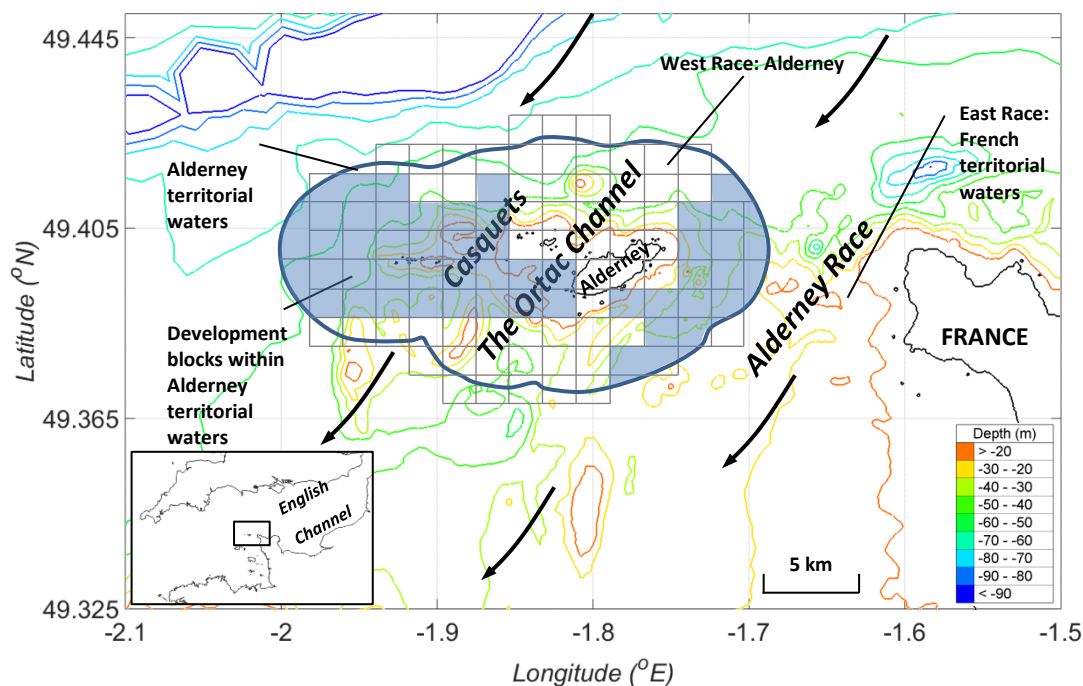 49.445
49.405
49.365
49.325
Latitude (oN)
-2.1
-2
-1.9
-1.8
-1.7
-1.6
-1.5
Longitude (oE)
West Race: Alderney
East Race:
French
territorial
waters
Alderney
territorial
waters
Casquets
The Ortac Channel
Alderney
Alderney Race
FRANCE
Development
blocks within
Alderney
territorial
waters
English
Channel
5 km
Depth (m)
> -20
-30 - -20
-40 - -30
-50 - -40
-60 - -50
-70 - -60
-80 - -70
-90 - -80
< -90